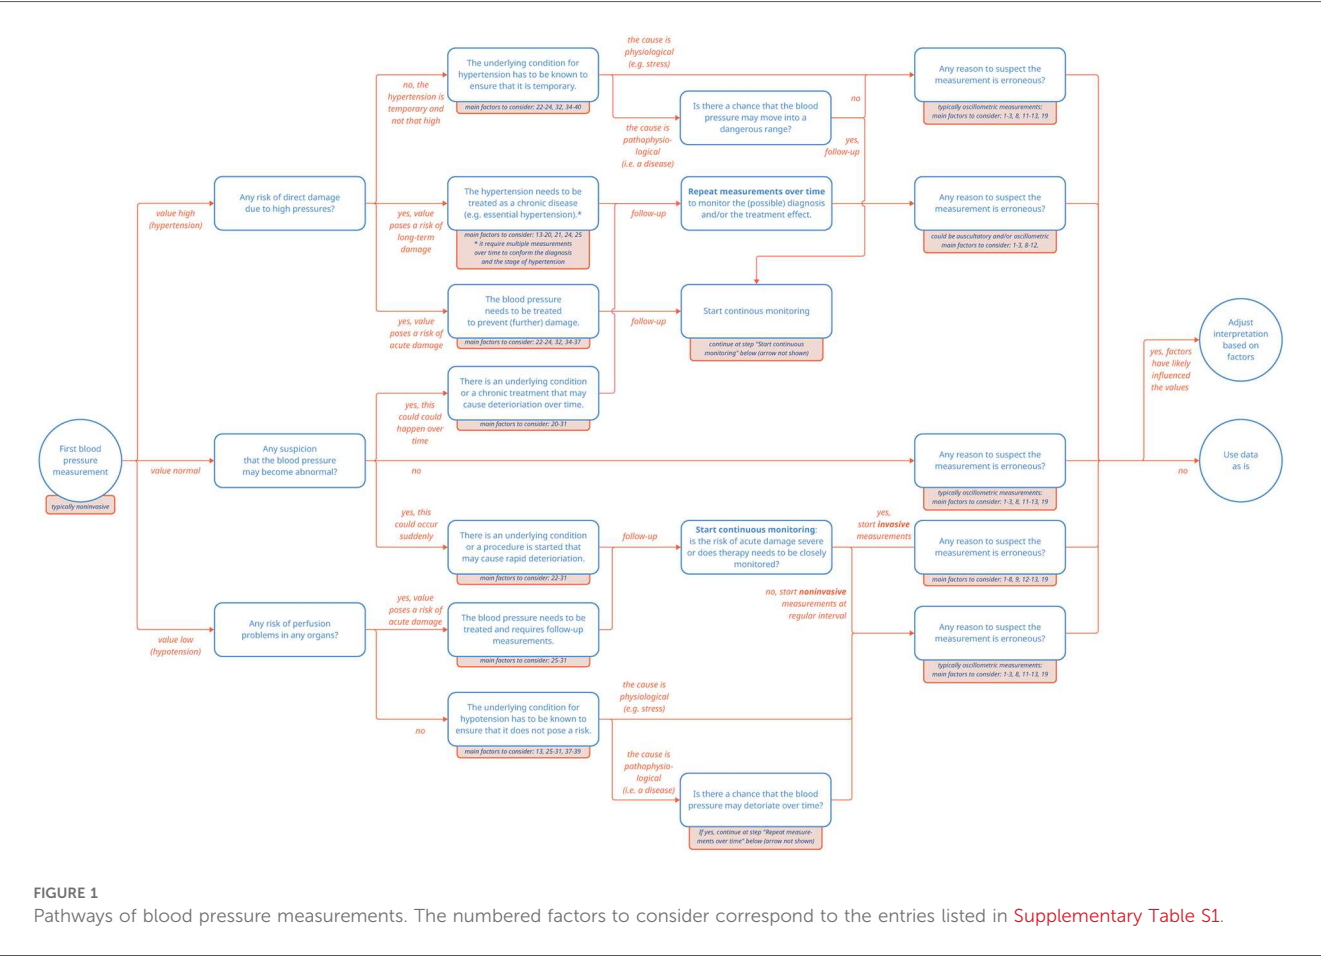 First blood
pressure
measurement
typically noninvasive
value high
(hypertension)
value normal
value low
(hypotension)
Any risk of direct damage
due to high pressures?
Any suspicion
that the blood pressure
may become abnormal?
Any risk of perfusion
problems in any organs?
no, the
hypertension is
temporary and
not that high
yes, value
poses a risk of
long-term
damage
yes, value
poses a risk of
acute damage
yes, this
could could
happen over
time
no
yes, this
could occur
suddenly
yes, value
poses a risk of
acute damage
no
The underlying condition for
hypertension has to be known to
ensure that it is temporary.
main factors to consider: 22-24, 32, 34-40
The hypertension needs to be
treated as a chronic disease
(e.g. essential hypertension).*
main factors to consider: 13-20, 21, 24, 25
* it require multiple measurements
over time to conform the diagnosis
and the stage of hypertension
The blood pressure
needs to be treated
to prevent (further) damage.
main factors to consider: 22-24, 32, 34-37
There is an underlying condition
or a chronic treatment that may
cause deterioriation over time.
main factors to consider: 20-31
There is an underlying condition
or a procedure is started that
may cause rapid deterioriation.
main factors to consider: 22-31
The blood pressure needs to be
treated and requires follow-up
measurements.
main factors to consider: 25-31
The underlying condition for
hypotension has to be known to
ensure that it does not pose a risk.
main factors to consider: 13, 25-31, 37-39
the cause is
physiological
(e.g. stress)
the cause is
pathophysio-
logical
(i.e. a disease)
follow-up
follow-up
follow-up
the cause is
physiological
(e.g. stress)
the cause is
pathophysio-
logical
(i.e. a disease)
Is there a chance that the blood
pressure may move into a
dangerous range?
no
yes,
follow-up
Repeat measurements over time
to monitor the (possible) diagnosis
and/or the treatment effect.
Start continous monitoring
continue at step "Start continuous
monitoring" below (arrow not shown)
Start continuous monitoring:
is the risk of acute damage severe
or does therapy needs to be closely
monitored?
yes,
start invasive
measurements
no, start noninvasive
measurements at
regular interval
Is there a chance that the blood
pressure may detoriate over time?
If yes, continue at step "Repeat measure-
ments over time" below (arrow not shown)
Any reason to suspect the
measurement is erroneous?
typically oscillometric measurements:
main factors to consider: 1-3, 8, 11-13, 19
Any reason to suspect the
measurement is erroneous?
could be auscultatory and/or oscillometric
main factors to consider: 1-3, 8-12,
Any reason to suspect the
measurement is erroneous?
typically oscillometric measurements:
main factors to consider: 1-3, 8, 11-13, 19
Any reason to suspect the
measurement is erroneous?
main factors to consider: 1-8, 9, 12-13, 19
Any reason to suspect the
measurement is erroneous?
typically oscillometric measurements:
main factors to consider: 1-3, 8, 11-13, 19
yes, factors
have likely
influenced
the values
no
Adjust
interpretation
based on
factors
Use data
as is
FIGURE 1
Pathways of blood pressure measurements. The numbered factors to consider correspond to the entries listed in Supplementary Table S1.